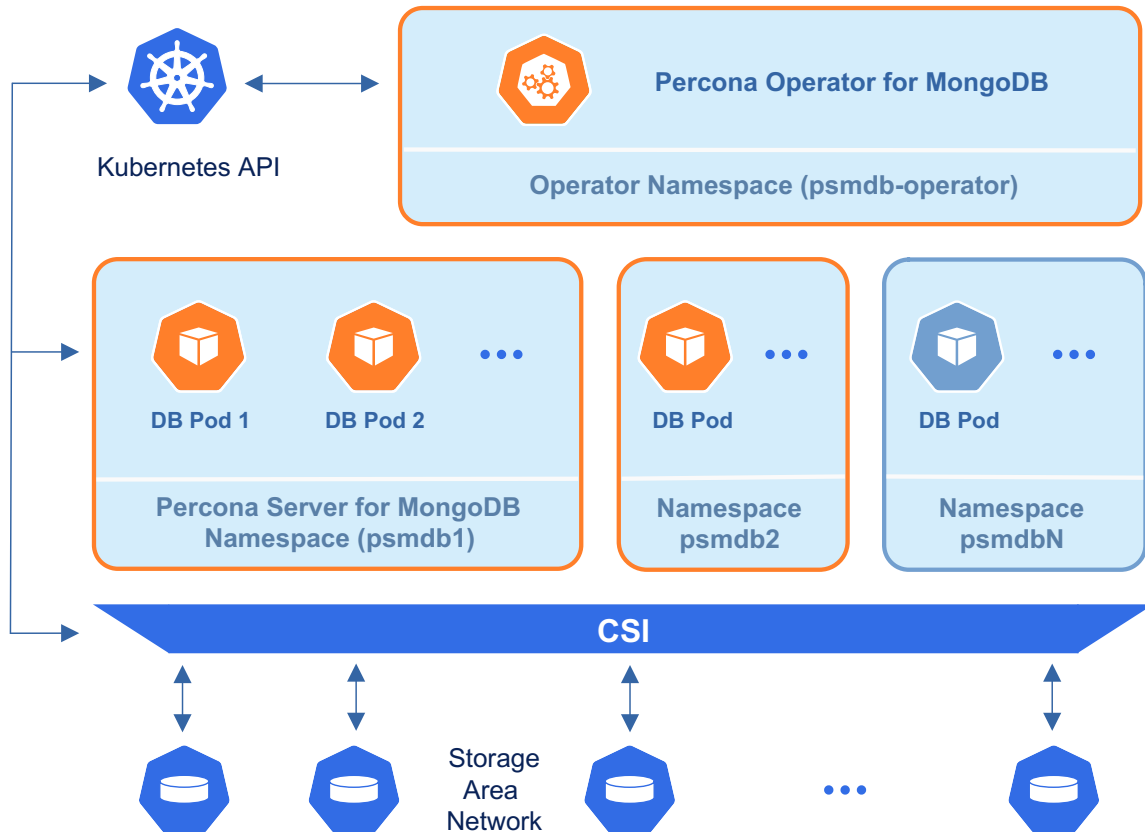 Percona Operator for MongoDB
Kubernetes API
Operator Namespace (psmdb-operator)
DB Pod 1
DB Pod 2
DB Pod
DB Pod
Percona Server for MongoDB
Namespace (psmdb1)
Namespace
psmdb2
Namespace
psmdbN
CSI
Storage
Area
Network